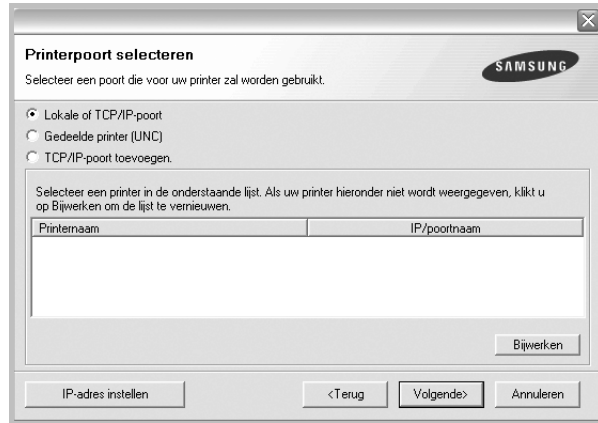 Printerpoort selecteren
Selecteer een poort die voor uw printer zal worden gebruikt.
SAMSUNG
Lokale of TCP/IP-poort
Gedeelde printer (UNC)
TCP/IP-poort toevoegen.
Selecteer een printer in de onderstaande lijst. Als uw printer hieronder niet wordt weergegeven, klikt u
op Bijwerken om de lijst te vernieuwen.
Printernaam IP/poortnaam
Bijwerken
IP-adres instellen <Terug Volgende> Annuleren